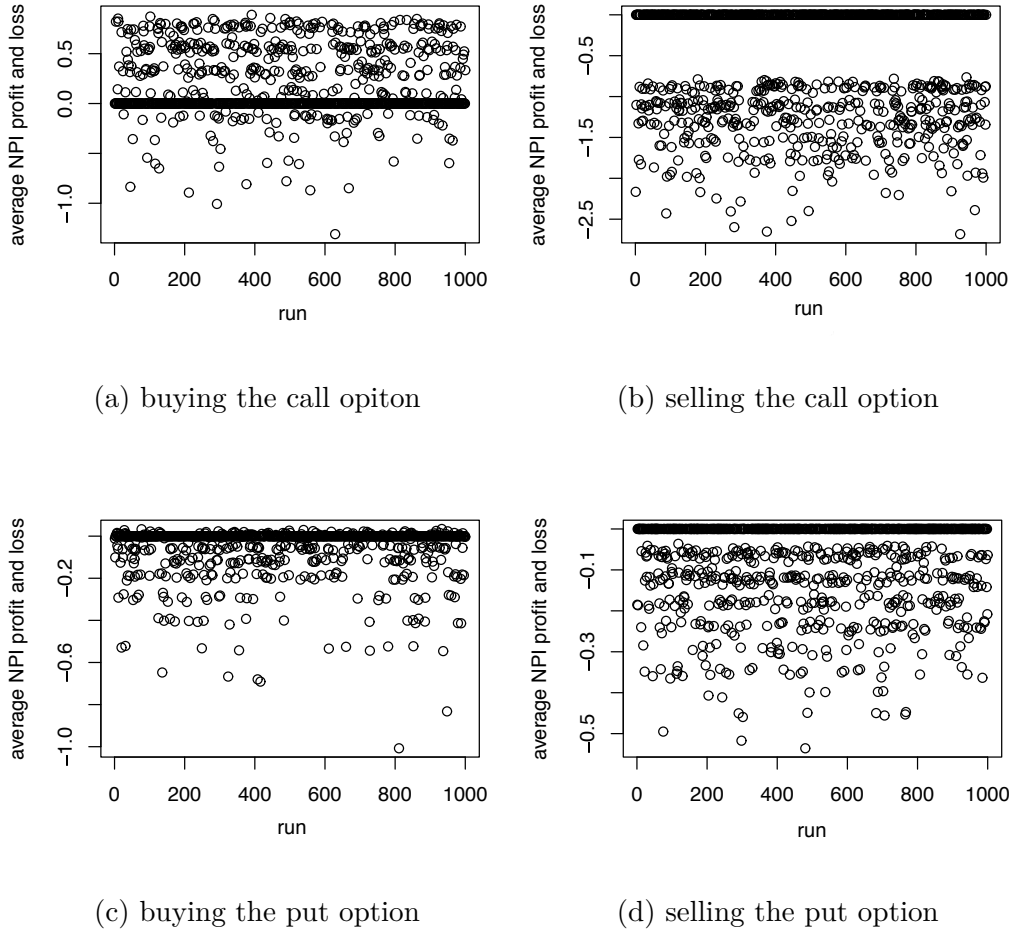 average NPI profit and loss
0.5
0.0
−1.0
0 200 400 600 800 1000
run
(a) buying the call opiton
average NPI profit and loss
−0.5
−1.5
−2.5
0 200 400 600 800 1000
run
(b) selling the call option
average NPI profit and loss
−0.2
−0.6
−1.0
0 200 400 600 800 1000
run
(c) buying the put option
average NPI profit and loss
−0.1
−0.3
−0.5
0 200 400 600 800 1000
run
(d) selling the put option